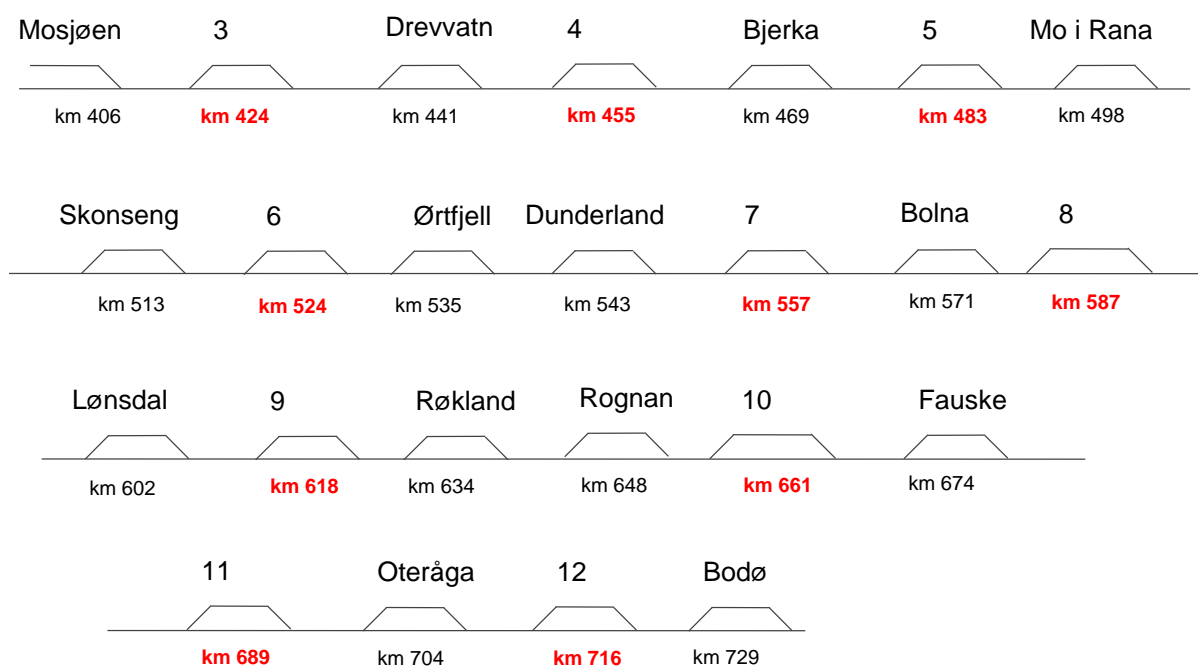 Mosjøen 3 Drevvatn 4 Bjerka 5 Mo i Rana
km 406 km 424 km 441 km 455 km 469 km 483 km 498
Skonseng 6 Ørtfjell Dunderland 7 Bolna 8
km 513 km 524 km 535 km 543 km 557 km 571 km 587
Lønsdal 9 Røkland Rognan 10 Fauske
km 602 km 618 km 634 km 648 km 661 km 674
11 Oteråga 12 Bodø
km 689 km 704 km 716 km 729